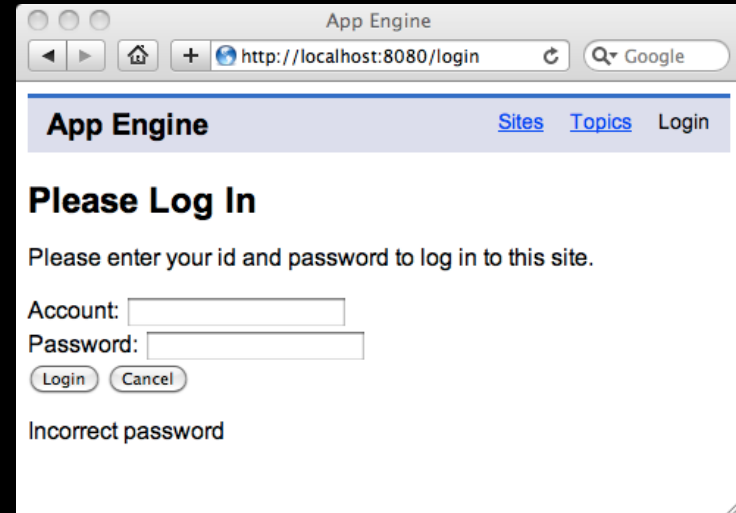 App Engine
http://localhost:8080/login
Google
App Engine Sites Topics Login
Please Log In
Please enter your id and password to log in to this site.
Account:
Password:
Login Cancel
Incorrect password